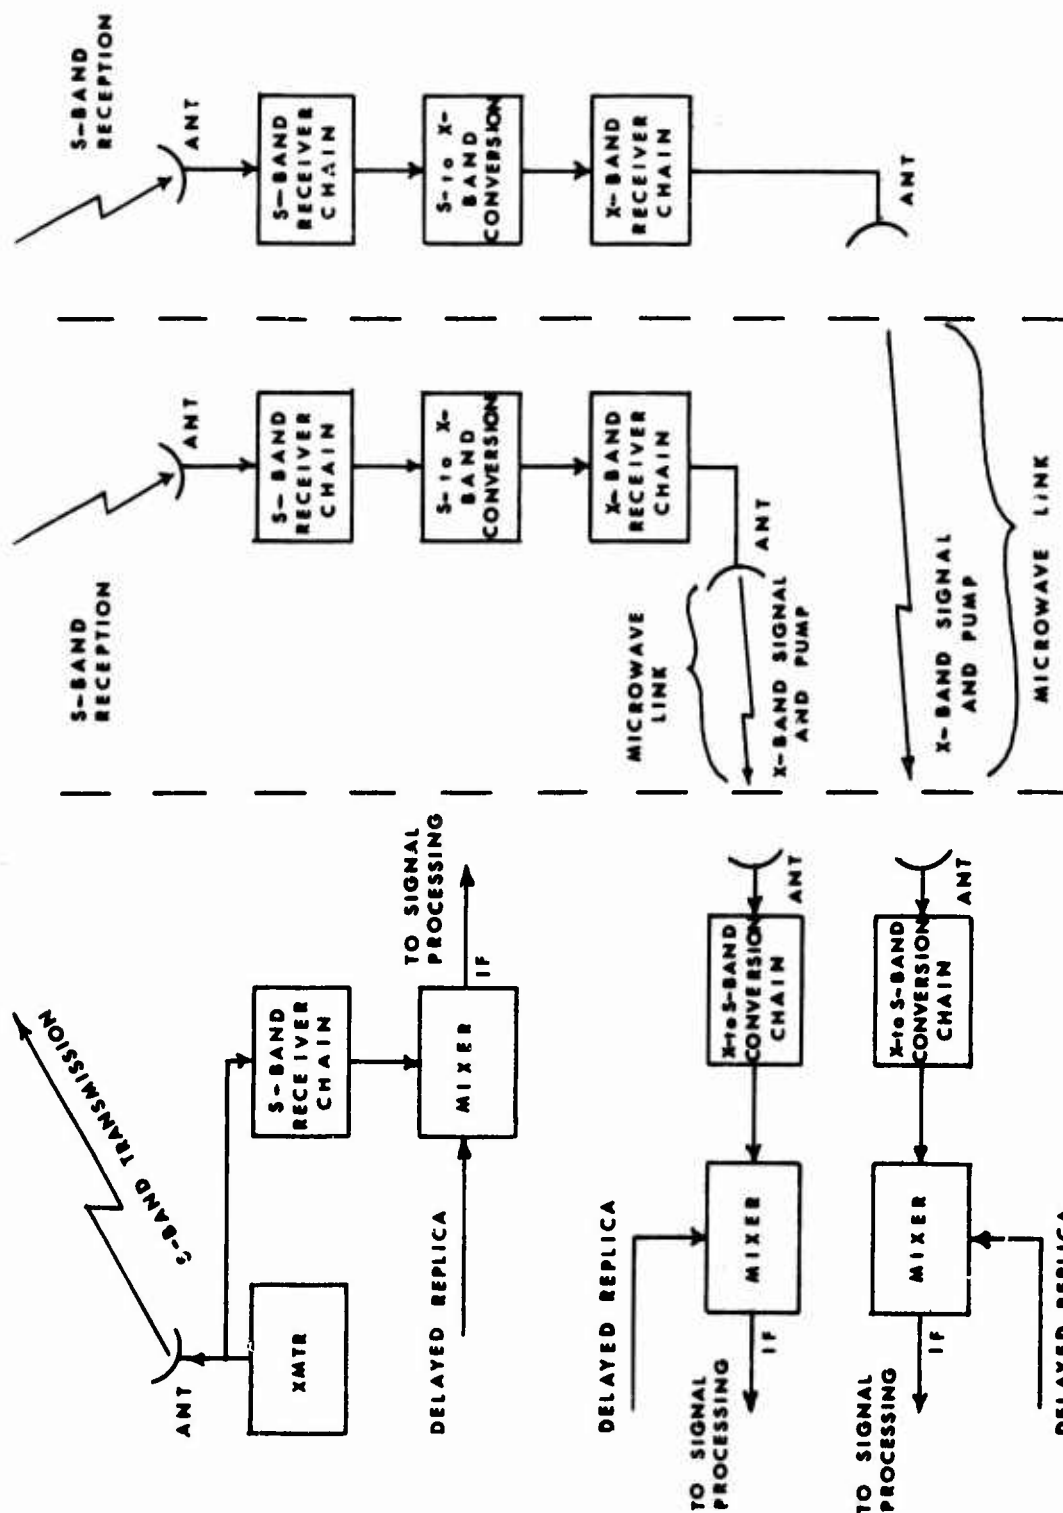 S-BAND TRANSMISSION
ANT
XMTR
S-BAND
RECEIVER
CHAIN
MIXER
DELAYED REPLICA
IF
TO SIGNAL
PROCESSING
DELAYED REPLICA
MIXER
IF
TO SIGNAL
PROCESSING
X-to S-BAND
CONVERSION
CHAIN
ANT
TO SIGNAL
PROCESSING
IF
MIXER
X-to S-BAND
CONVERSION
CHAIN
ANT
DELAYED REPLICA
S-BAND
RECEPTION
ANT
S-BAND
RECEIVER
CHAIN
S-to X-
BAND
CONVERSION
X-BAND
RECEIVER
CHAIN
MICROWAVE
LINK
ANT
X-BAND SIGNAL
AND PUMP
X-BAND SIGNAL
AND PUMP
MICROWAVE LINK
S-BAND
RECEPTION
ANT
S-BAND
RECEIVER
CHAIN
S-to X-
BAND
CONVERSION
X-BAND
RECEIVER
CHAIN
ANT